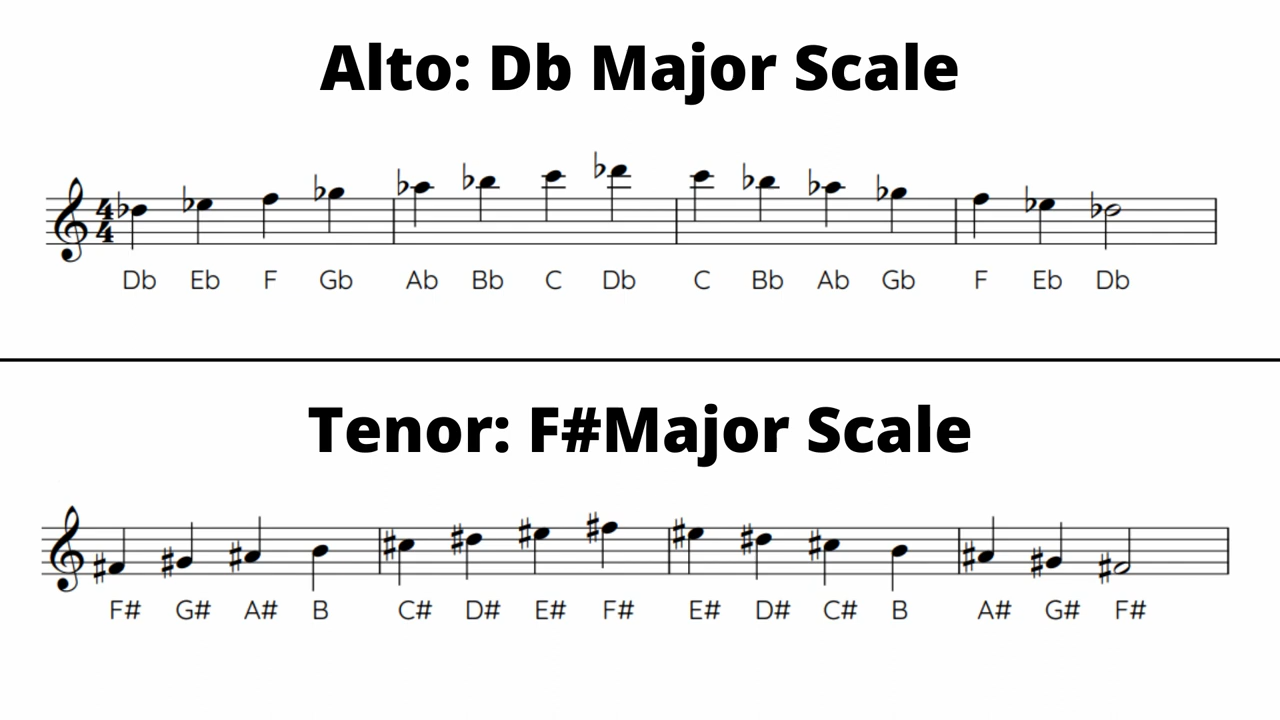 Alto: Db Major Scale
4
4
Db Eb F Gb Ab Bb C Db C Bb Ab Gb F Eb Db
Tenor: F#Major Scale
F# G# A# B C# D# E# F# E# D# C# B A# G# F#